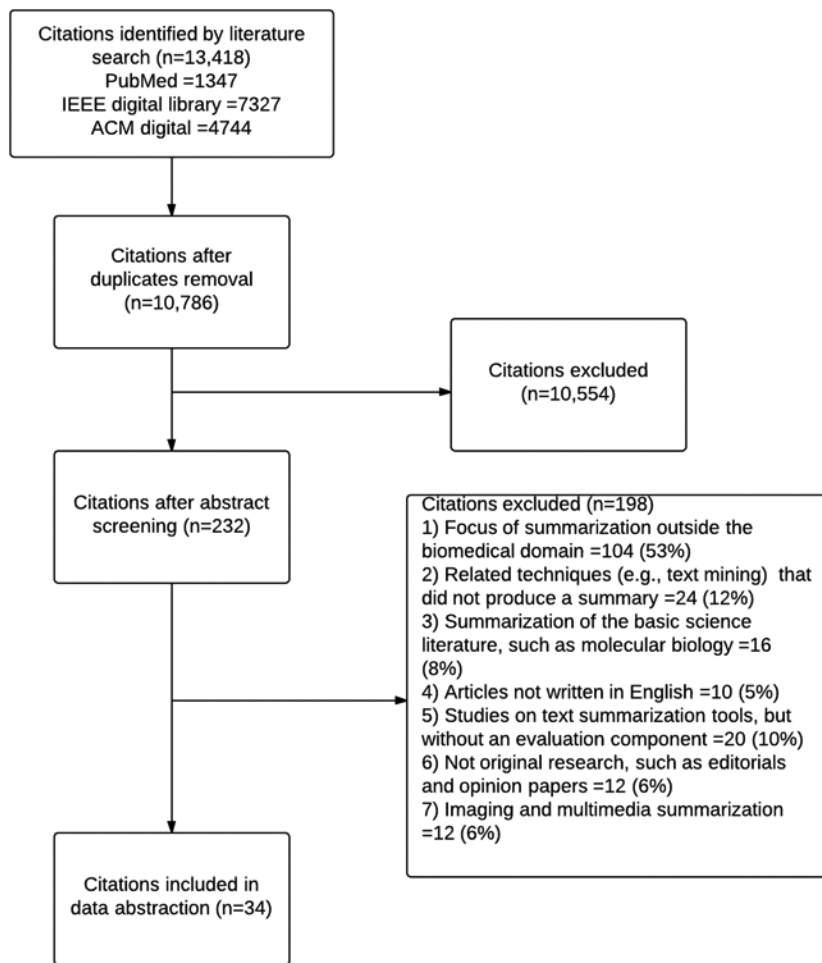 Citations identified by literature
search (n=13,418)
PubMed =1347
IEEE digital library =7327
ACM digital =4744
Citations after
duplicates removal
(n=10,786)
Citations excluded
(n=10,554)
Citations after abstract
screening (n=232)
Citations excluded (n=198)
1) Focus of summarization outside the
biomedical domain =104 (53%)
2) Related techniques (e.g., text mining)  that
did not produce a summary =24 (12%)
3) Summarization of the basic science
literature, such as molecular biology =16
(8%)
4) Articles not written in English =10 (5%)
5) Studies on text summarization tools, but
without an evaluation component =20 (10%)
6) Not original research, such as editorials
and opinion papers =12 (6%)
7) Imaging and multimedia summarization
=12 (6%)
Citations included in
data abstraction (n=34)